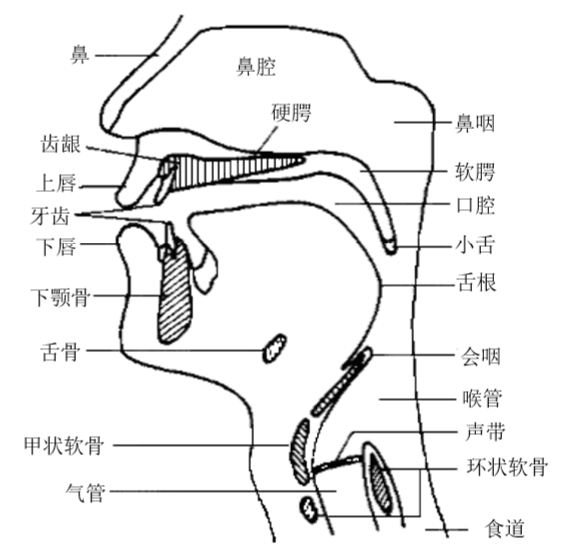 鼻
鼻腔
硬腭
鼻咽
齿龈
软腭
上唇
口腔
牙齿
小舌
下唇
舌根
下颚骨
舌骨
会咽
喉管
声带
甲状软骨
环状软骨
气管
食道